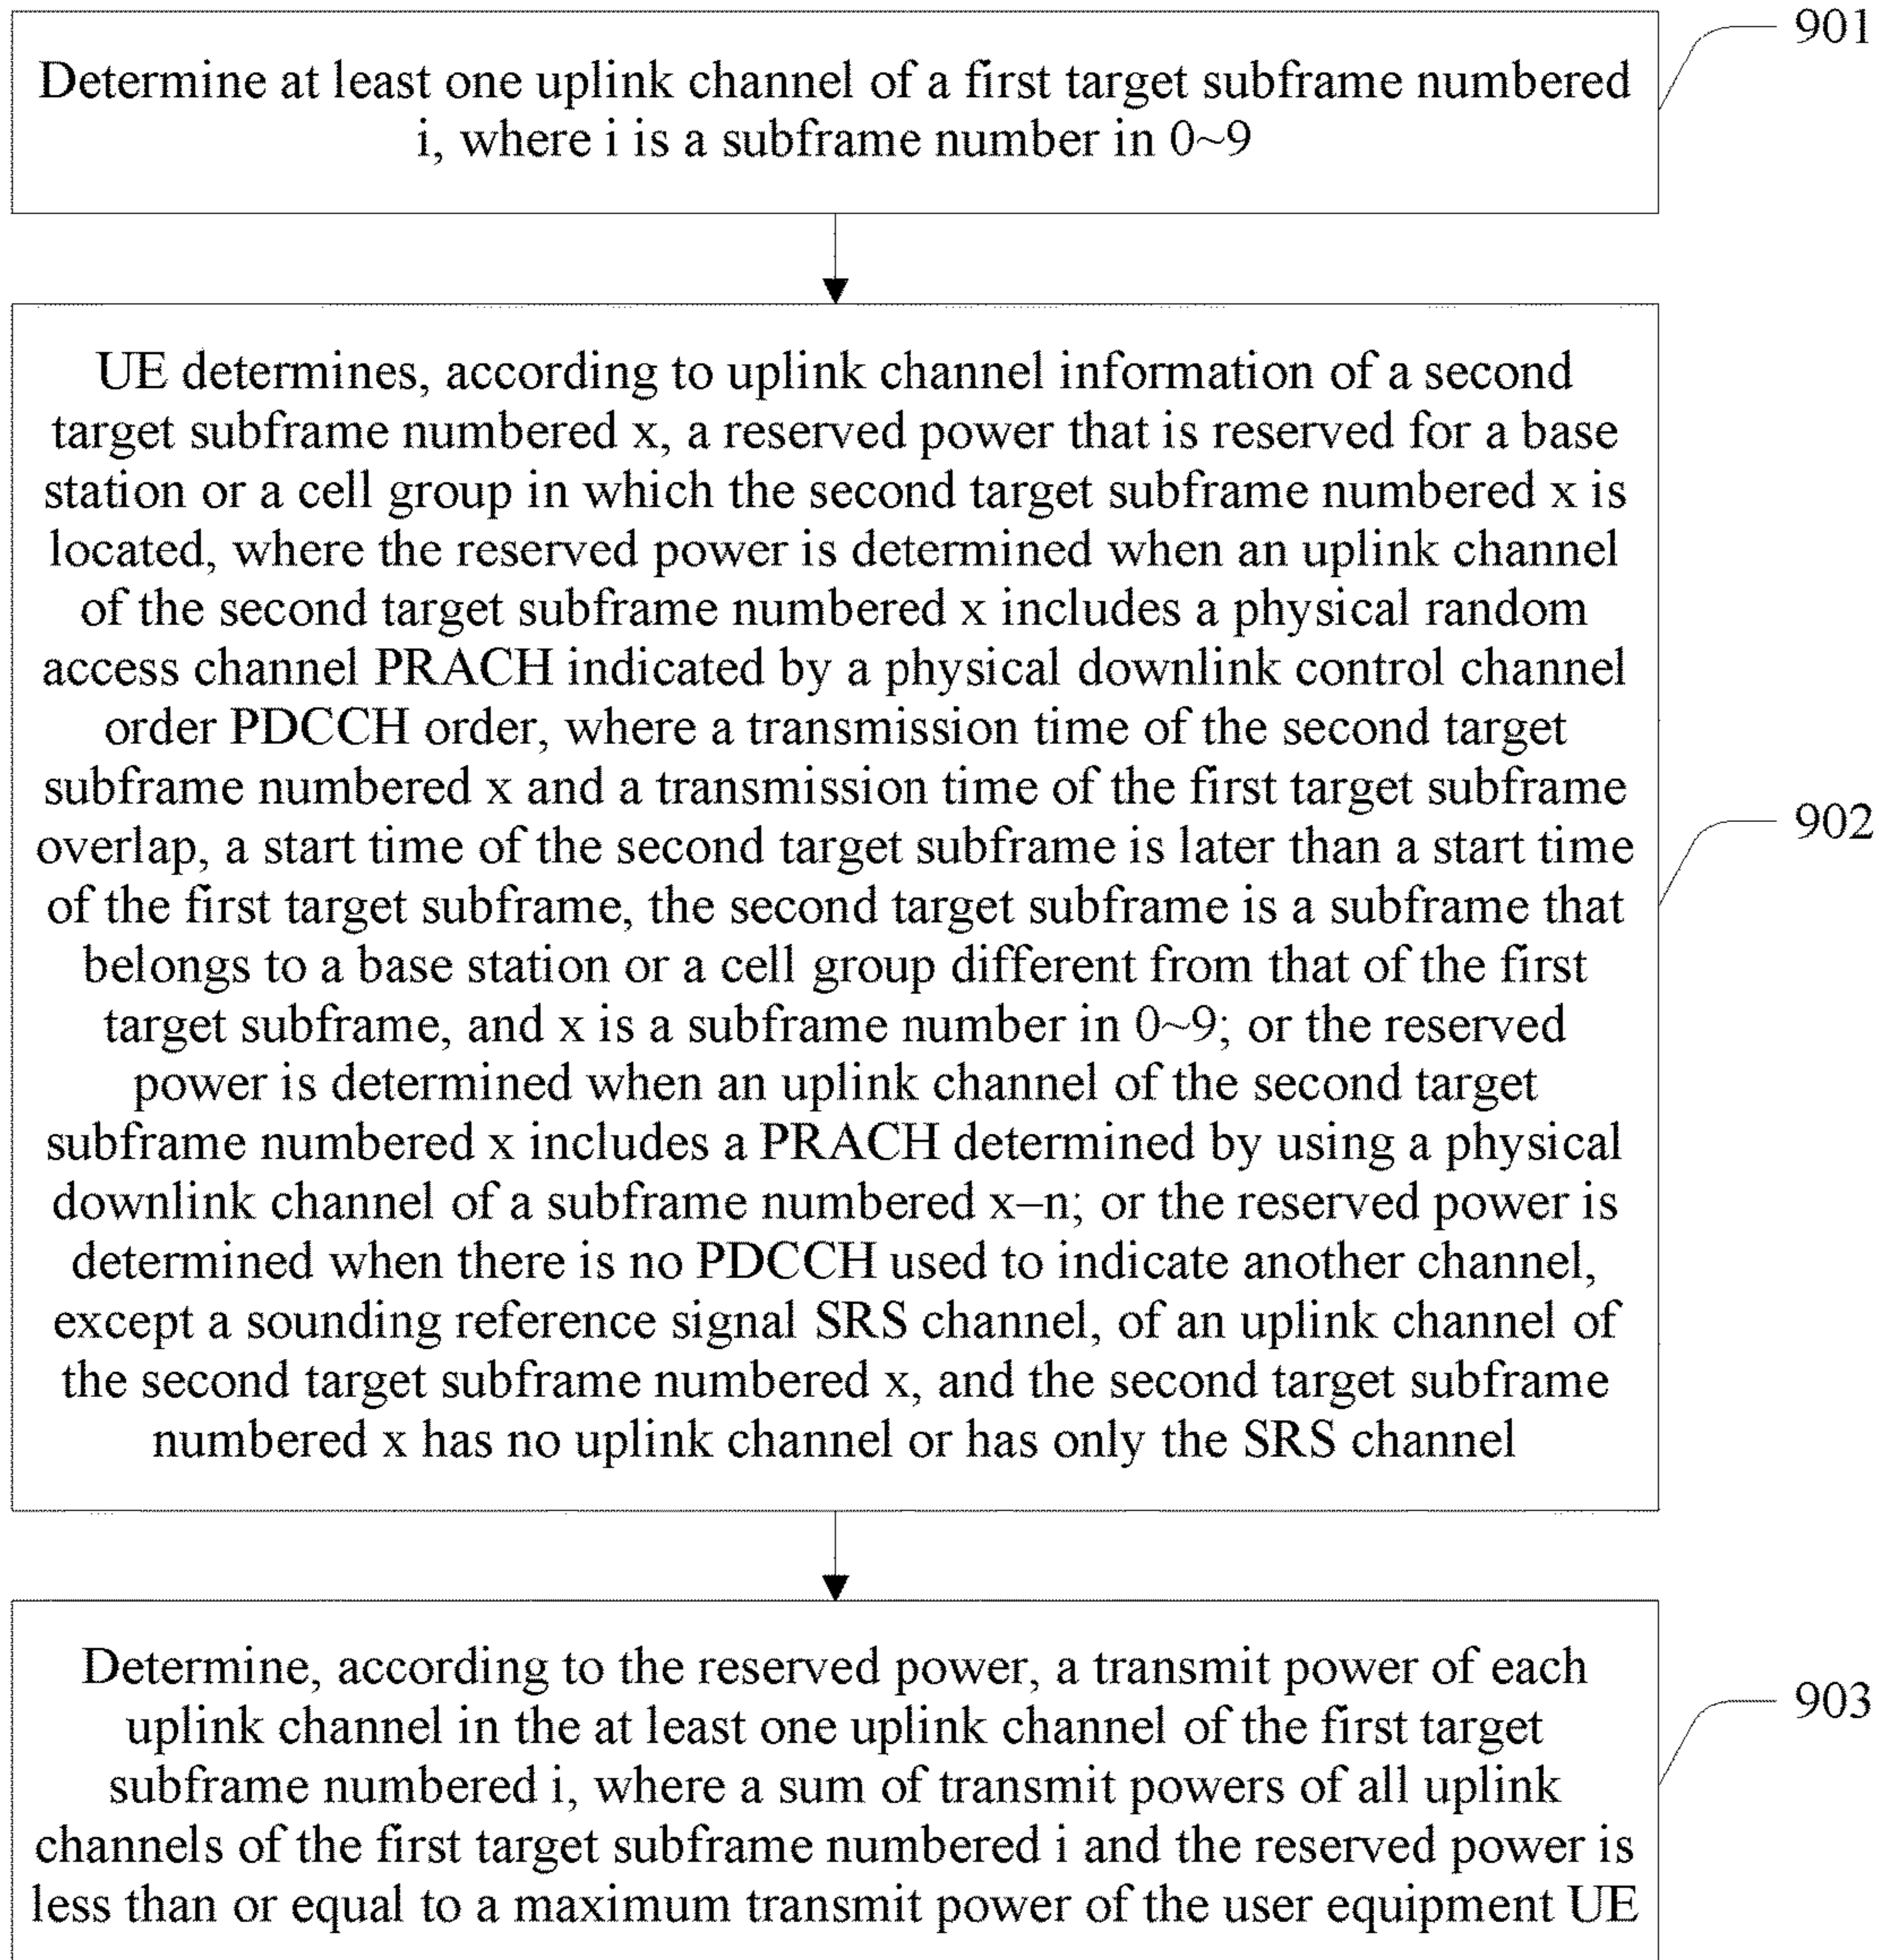 901
Determine at least one uplink channel of a first target subframe numbered
i, where i is a subframe number in 0~9
UE determines, according to uplink channel information of a second
target subframe numbered x, a reserved power that is reserved for a base
station or a cell group in which the second target subframe numbered x is
located, where the reserved power is determined when an uplink channel
of the second target subframe numbered x includes a physical random
access channel PRACH indicated by a physical downlink control channel
order PDCCH order, where a transmission time of the second target
subframe numbered x and a transmission time of the first target subframe
overlap, a start time of the second target subframe is later than a start time
of the first target subframe, the second target subframe is a subframe that
belongs to a base station or a cell group different from that of the first
target subframe, and x is a subframe number in 0~9; or the reserved
power is determined when an uplink channel of the second target
subframe numbered x includes a PRACH determined by using a physical
downlink channel of a subframe numbered x–n; or the reserved power is
determined when there is no PDCCH used to indicate another channel,
except a sounding reference signal SRS channel, of an uplink channel of
the second target subframe numbered x, and the second target subframe
numbered x has no uplink channel or has only the SRS channel
902
Determine, according to the reserved power, a transmit power of each
uplink channel in the at least one uplink channel of the first target
subframe numbered i, where a sum of transmit powers of all uplink
channels of the first target subframe numbered i and the reserved power is
less than or equal to a maximum transmit power of the user equipment UE
903